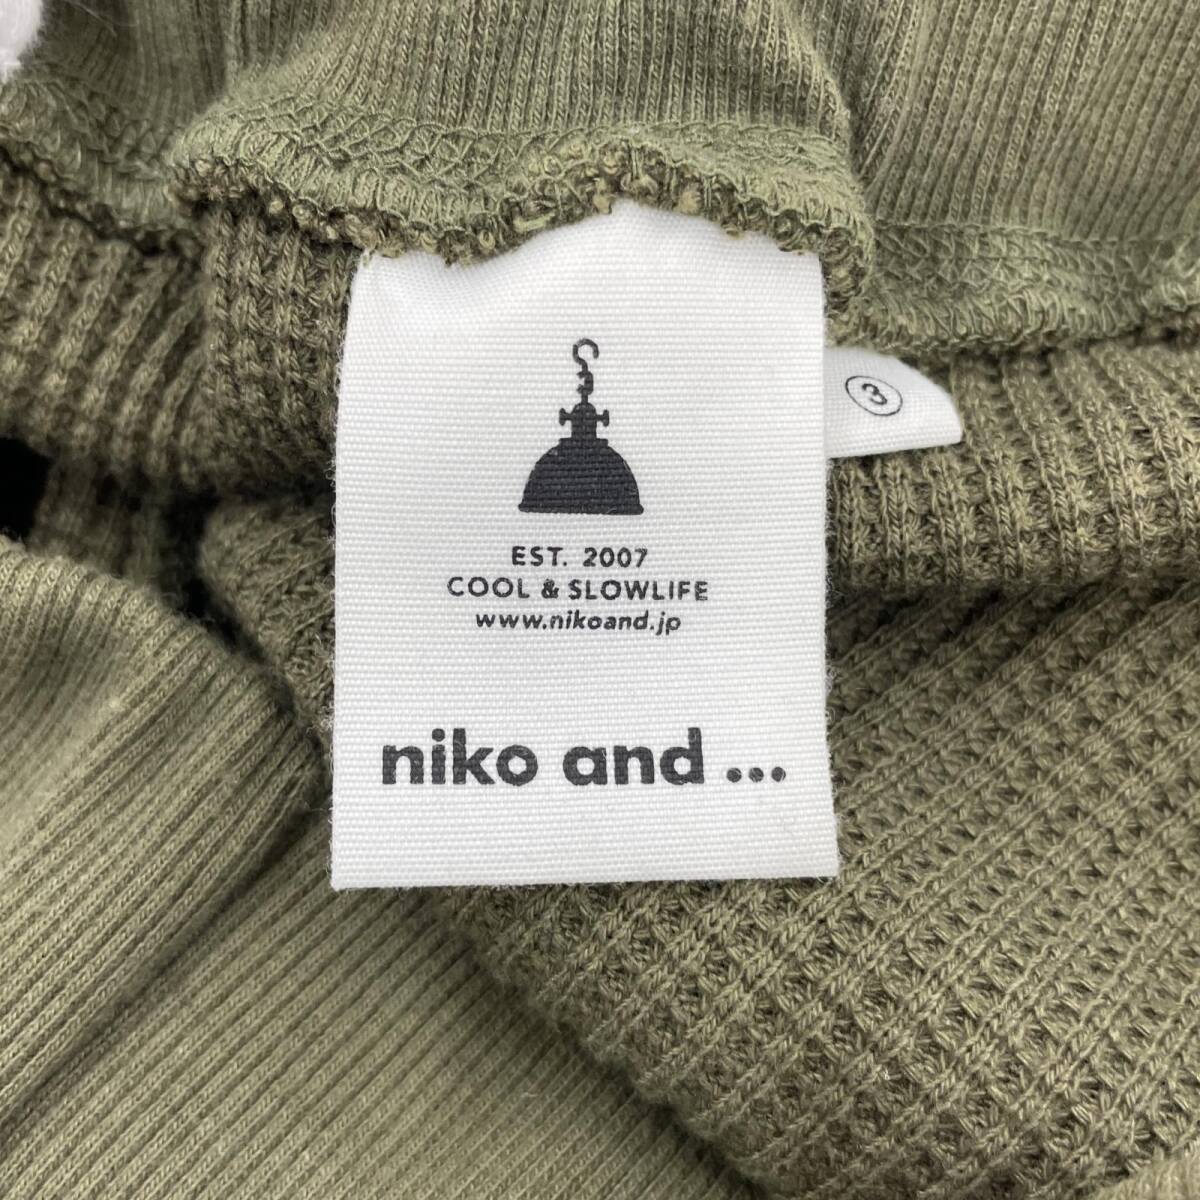 3
EST. 2007
COOL & SLOWLIFE
www.nikoand.jp
niko and ...